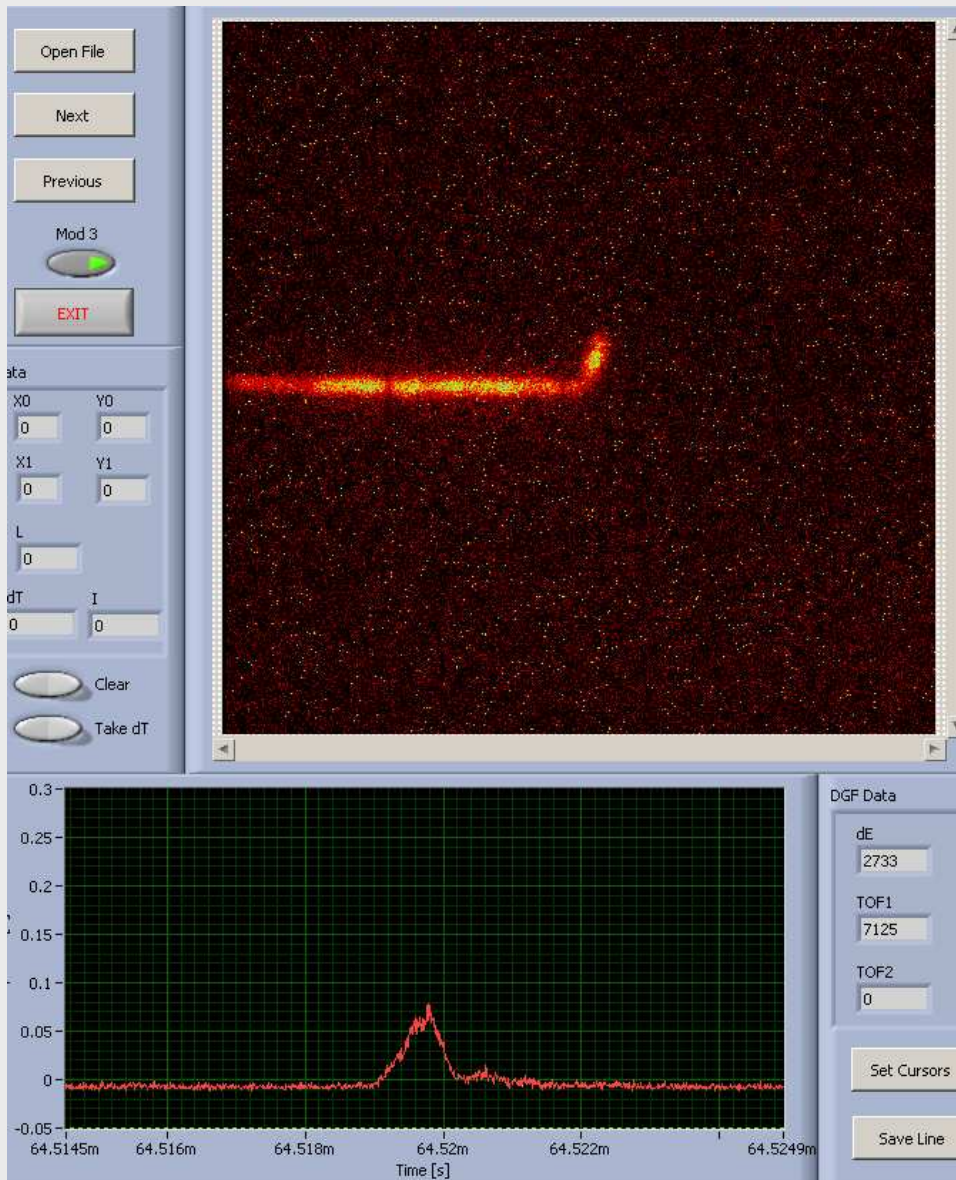 Open File
Next
Previous
Mod 3
EXIT
ata
X0 Y0
0 0
X1 Y1
0 0
L
0
dT I
0 0
Clear
Take dT
0.3
0.25
0.2
0.15
0.1
0.05
0
-0.05
64.5145m 64.516m 64.518m 64.52m 64.522m 64.5249m
Time [s]
DGF Data
dE
2733
TOF1
7125
TOF2
0
Set Cursors
Save Line